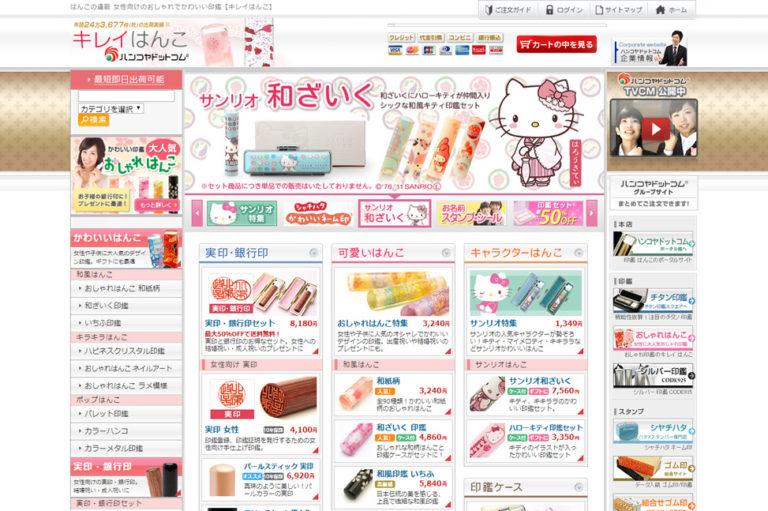 はんこの通販 女性向けのおしゃれでかわいい印鑑【キレイはんこ】
ご注文ガイド
ログイン
サイトマップ
ホーム
年間24万3,677件(社)の出荷実績!!
キレイはんこ
ハンコヤドットコム
クレジット
代金引換
コンビニ
銀行振込
カートの中を見る
Corporate website
ハンコヤドットコム
企業情報
最短即日出荷可能
カテゴリを選択
検索
かわいい印鑑
大人気
おしゃれはんこ
お子様の銀行印に!
プレゼントに最適!
もっと詳しく
サンリオ 和ざいく
和ざいくにハローキティが仲間入り
シックな和風キティ印鑑セット
はろうきてぃ
※セット商品につき単品での販売はいたしておりません。
©'76,'11 SANRIO
サンリオ
特集
シャチハタ
かわいいネーム印
サンリオ
和ざいく
お名前
スタンプ・シール
印鑑セット
50%OFF
ハンコヤドットコム
TVCM 公開中
ハンコヤドットコム
グループサイト
まとめてご注文できます!
本店
ハンコヤドットコム
印鑑 はんこのポータルサイト
印鑑
チタン印鑑
おしゃれはんこ
おしゃれ印鑑のキレイ はんこ
シルバー印鑑
シルバー印鑑 CODE925
スタンプ
シヤチハタ
シヤチハタ ネーム印
ゴム印
データ入稿 ゴム印/印鑑
組合せゴム印
かわいいはんこ
女性や子供に大人気のデザイン印鑑。ギフトにも最適
和風はんこ
おしゃれはんこ 和紙柄
和ざいく印鑑
いちふ印鑑
キラキラはんこ
ハピネスクリスタル印鑑
おしゃれはんこ ネイルアート
おしゃれはんこ ラメ模様
ポップはんこ
パレット印鑑
カラーハンコ
カラーメタル印鑑
実印・銀行印
女性向けの実印・銀行印。
結婚祝い・成人祝いに
実印・銀行印セット
実印・銀行印
実印・銀行印セット 8,180円
最大50%OFFで送料無料!
実印と銀行印のお得なセット。女性への
結婚祝い・成人祝いのプレゼントに
女性向け 実印
実印
実印 女性 4,100円
印鑑登録、印鑑証明を発行するための女
性向け手仕上げ印鑑。
パールスティック 実印
オススメ 6,920円
真珠のように美しい!パ
ールカラーの実印
可愛いはんこ
おしゃれはんこ特集 3,240円
女性や子供に人気のオシャレでかわいい
デザインの印鑑。出産祝いや結婚祝いの
プレゼントにも。
和風はんこ
和紙柄
人気! 3,240円
全90種類!かわいい和紙
柄のおしゃれはんこ
和ざいく 印鑑
人気! ケース付 4,860円
おしゃれな和柄はんこと
印鑑ケースがセットに!
和風印鑑 いちふ
5,840円
日本伝統の美を感じる、
上品で繊細な和風印鑑
キャラクターはんこ
サンリオ特集 1,349円
サンリオの人気キャラクターが勢ぞろ
い!キティ・マイメロディ・キキララな
どサンリオかわいいはんこ
サンリオはんこ
サンリオ和ざいく
ケース付 ギフトに 7,560円
キティ、キキララのかわ
いい印鑑セット。
ハローキティ印鑑セット
ケース付 ギフトに 3,350円
キティのイラストが入っ
たかわいい印鑑セット
印鑑ケース